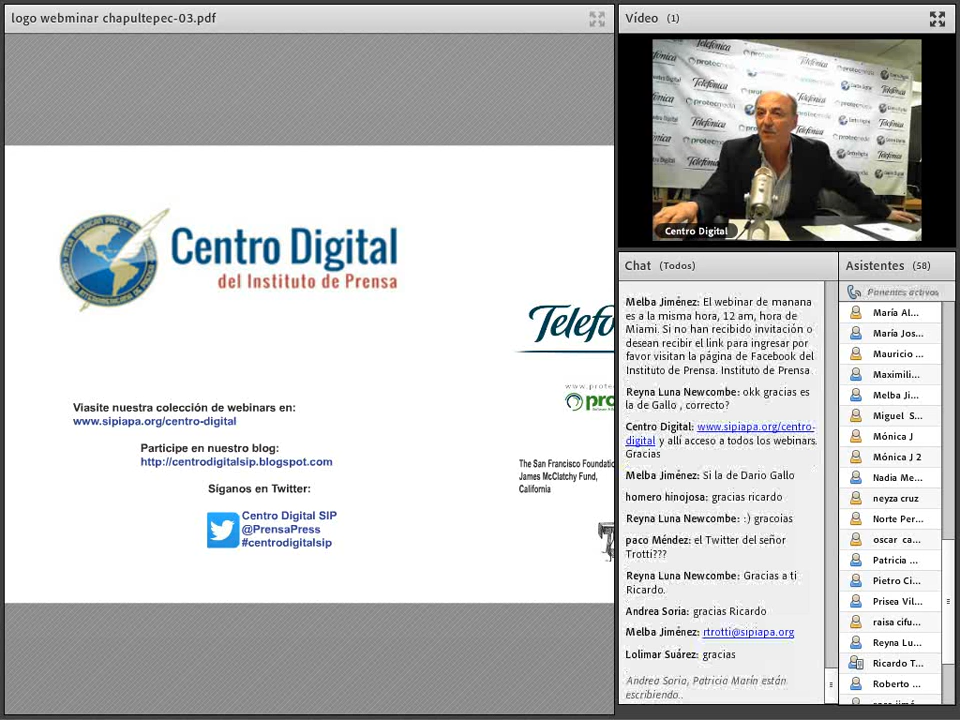 logo webminar chapultepec-03.pdf
Centro Digital
del Instituto de Prensa
Telefo
www.prote
pro
Viasite nuestra colección de webinars en:
www.sipiapa.org/centro-digital
Participe en nuestro blog:
http://centrodigitalsip.blogspot.com
Síganos en Twitter:
Centro Digital SIP
@PrensaPress
#centrodigitalsip
The San Francisco Foundatio
James McClatchy Fund,
California
Vídeo (1)
Telefónica
protecmedia
Centro Digital
Chat (Todos)
Melba Jiménez: El webinar de manana
es a la misma hora, 12 am, hora de
Miami. Si no han recibido invitación o
desean recibir el link para ingresar por
favor visitan la página de Facebook del
Instituto de Prensa. Instituto de Prensa
Reyna Luna Newcombe: okk gracias es
la de Gallo , correcto?
Centro Digital: www.sipiapa.org/centro-
digital y allí acceso a todos los webinars.
Gracias
Melba Jiménez: Si la de Dario Gallo
homero hinojosa: gracias ricardo
Reyna Luna Newcombe: :) gracoias
paco Méndez: el Twitter del señor
Trotti???
Reyna Luna Newcombe: Gracias a ti
Ricardo.
Andrea Soria: gracias Ricardo
Melba Jiménez: rtrotti@sipiapa.org
Lolimar Suárez: gracias
Andrea Soria, Patricia Marín están
escribiendo..
Asistentes (58)
Ponentes activos
María Al...
María Jos...
Mauricio ...
Maximili...
Melba Ji...
Miguel S...
Mónica J
Mónica J 2
Nadia Me...
neyza cruz
Norte Per...
oscar ca...
Patricia ...
Pietro Ci...
Prisea Vil...
raisa cifu...
Reyna Lu...
Ricardo T...
Roberto ...